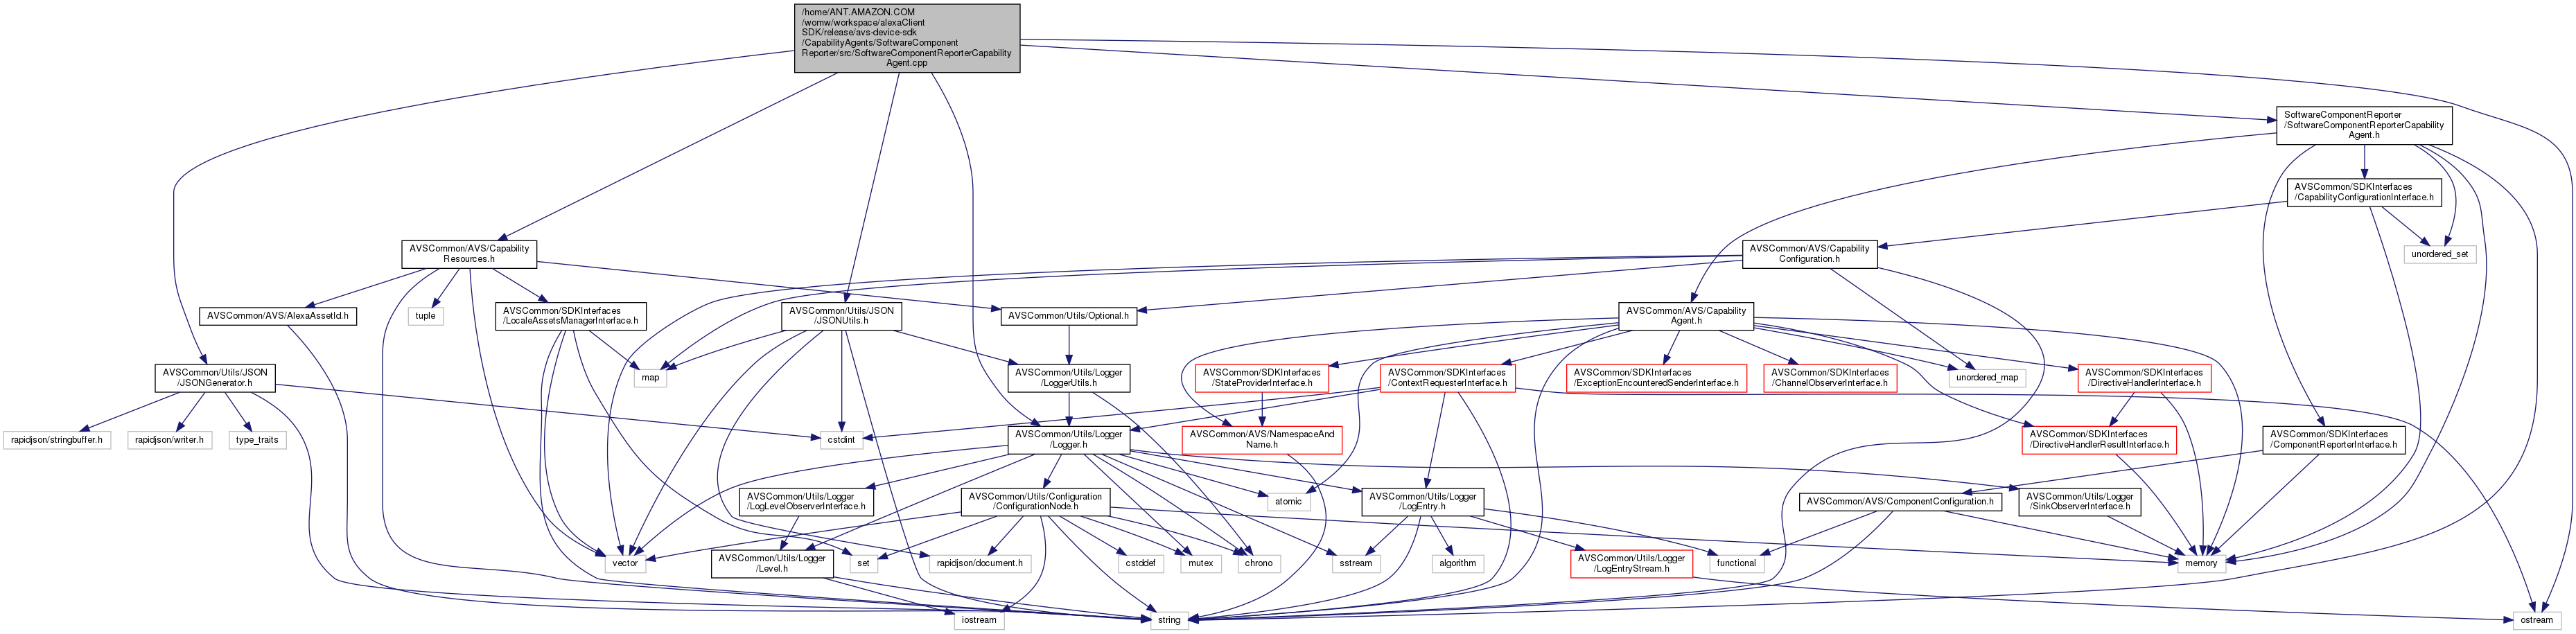 /home/ANT.AMAZON.COM
/womw/workspace/alexaClient
SDK/release/avs-device-sdk
/CapabilityAgents/SoftwareComponent
Reporter/src/SoftwareComponentReporterCapability
Agent.cpp
SoftwareComponentReporter
/SoftwareComponentReporterCapability
Agent.h
AVSCommon/SDKInterfaces
/CapabilityConfigurationInterface.h
AVSCommon/AVS/Capability
Resources.h
AVSCommon/AVS/Capability
Configuration.h
unordered_set
AVSCommon/AVS/AlexaAssetId.h
tuple
AVSCommon/SDKInterfaces
/LocaleAssetsManagerInterface.h
AVSCommon/Utils/JSON
/JSONUtils.h
AVSCommon/Utils/Optional.h
AVSCommon/AVS/Capability
Agent.h
AVSCommon/Utils/JSON
/JSONGenerator.h
map
AVSCommon/Utils/Logger
/LoggerUtils.h
AVSCommon/SDKInterfaces
/StateProviderInterface.h
AVSCommon/SDKInterfaces
/ContextRequesterInterface.h
AVSCommon/SDKInterfaces
/ExceptionEncounteredSenderInterface.h
AVSCommon/SDKInterfaces
/ChannelObserverInterface.h
unordered_map
AVSCommon/SDKInterfaces
/DirectiveHandlerInterface.h
rapidjson/stringbuffer.h
rapidjson/writer.h
type_traits
cstdint
AVSCommon/Utils/Logger
/Logger.h
AVSCommon/AVS/NamespaceAnd
Name.h
AVSCommon/SDKInterfaces
/DirectiveHandlerResultInterface.h
AVSCommon/SDKInterfaces
/ComponentReporterInterface.h
AVSCommon/Utils/Logger
/LogLevelObserverInterface.h
AVSCommon/Utils/Configuration
/ConfigurationNode.h
atomic
AVSCommon/Utils/Logger
/LogEntry.h
AVSCommon/AVS/ComponentConfiguration.h
AVSCommon/Utils/Logger
/SinkObserverInterface.h
vector
AVSCommon/Utils/Logger
/Level.h
set
rapidjson/document.h
cstddef
mutex
chrono
sstream
algorithm
AVSCommon/Utils/Logger
/LogEntryStream.h
functional
memory
iostream
string
ostream